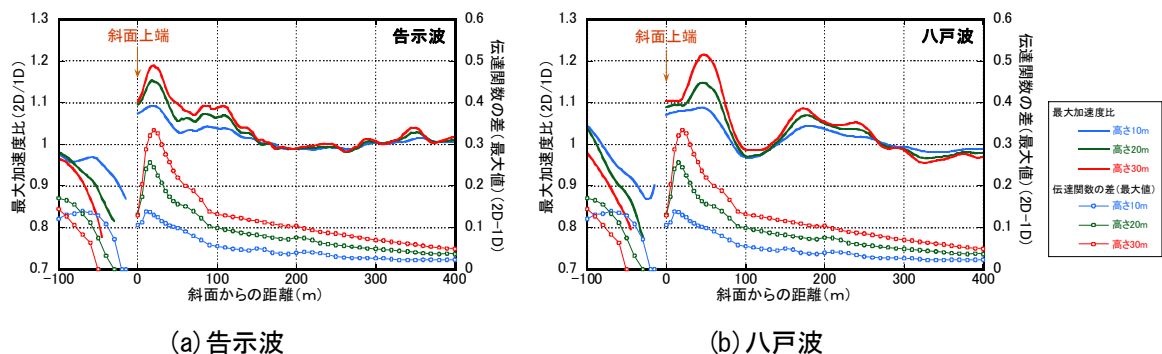 告示波
斜面上端
最大加速度比(2D/1D)
1.3
1.2
1.1
1
0.9
0.8
0.7
伝達関数の差(最大値)(2D-1D)
0.6
0.5
0.4
0.3
0.2
0.1
0
-100
0
100
200
300
400
斜面からの距離(m)
(a)告示波
八戸波
斜面上端
最大加速度比(2D/1D)
1.3
1.2
1.1
1
0.9
0.8
0.7
伝達関数の差(最大値)(2D-1D)
0.6
0.5
0.4
0.3
0.2
0.1
0
-100
0
100
200
300
400
斜面からの距離(m)
(b)八戸波
最大加速度比
高さ10m
高さ20m
高さ30m
伝達関数の差(最大値)
高さ10m
高さ20m
高さ30m